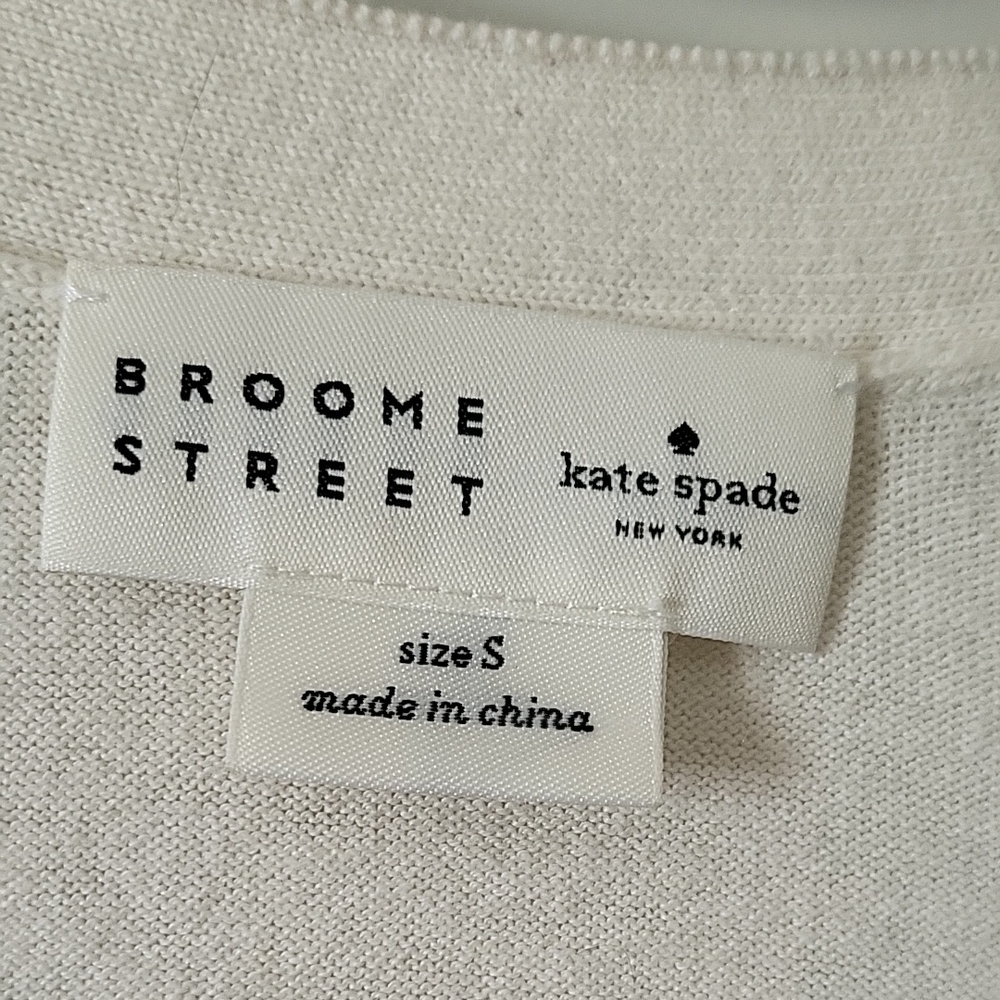 BROOME
STREET
kate spade
NEW YORK
size S
made in china